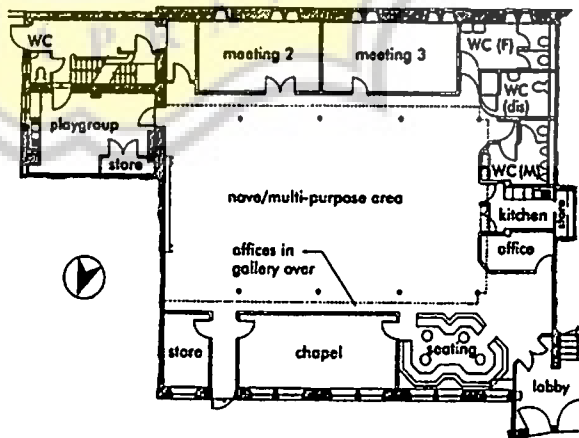 WC
meeting 2
meeting 3
WC (F)
WC
(dis)
playgroup
store
WC (M)
nave/multi-purpose area
kitchen
store
office
offices in
gallery over
store
chapel
seating
lobby